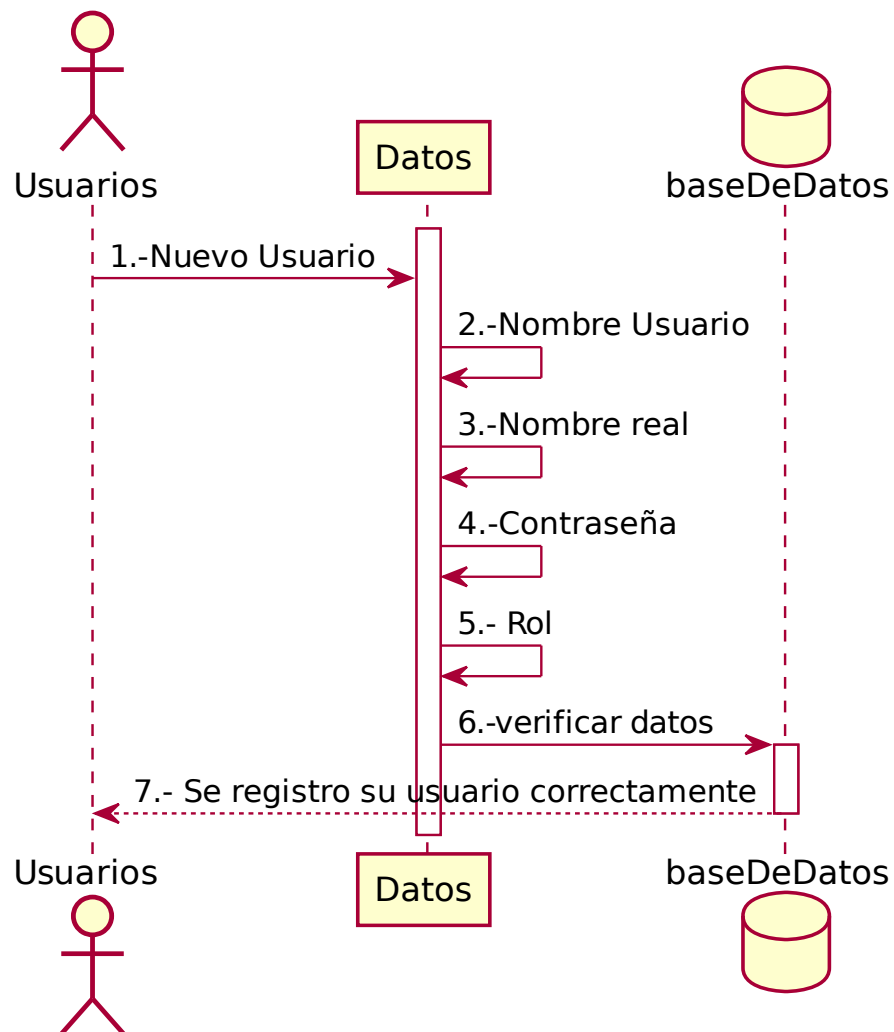 Usuarios
Datos
baseDeDatos
1.-Nuevo Usuario
2.-Nombre Usuario
3.-Nombre real
4.-Contraseña
5.- Rol
6.-verificar datos
7.- Se registro su usuario correctamente
Usuarios
Datos
baseDeDatos